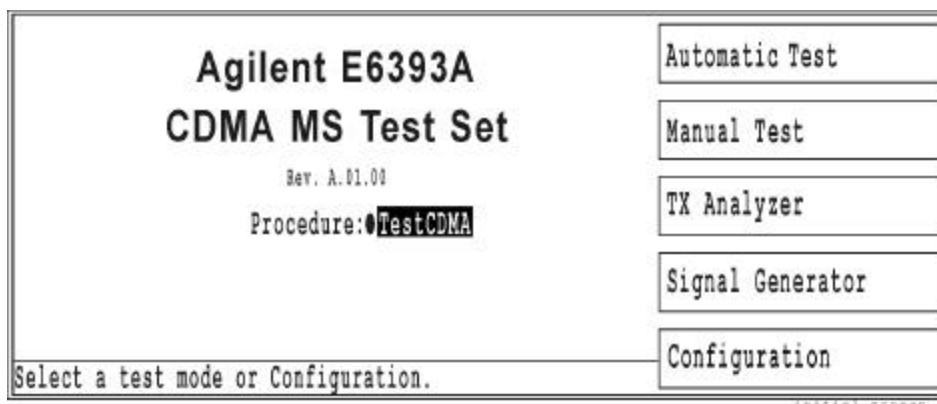 Agilent E6393A
CDMA MS Test Set
Rev. A.01.00
Procedure: TestCDMA
Select a test mode or Configuration.
Automatic Test
Manual Test
TX Analyzer
Signal Generator
Configuration